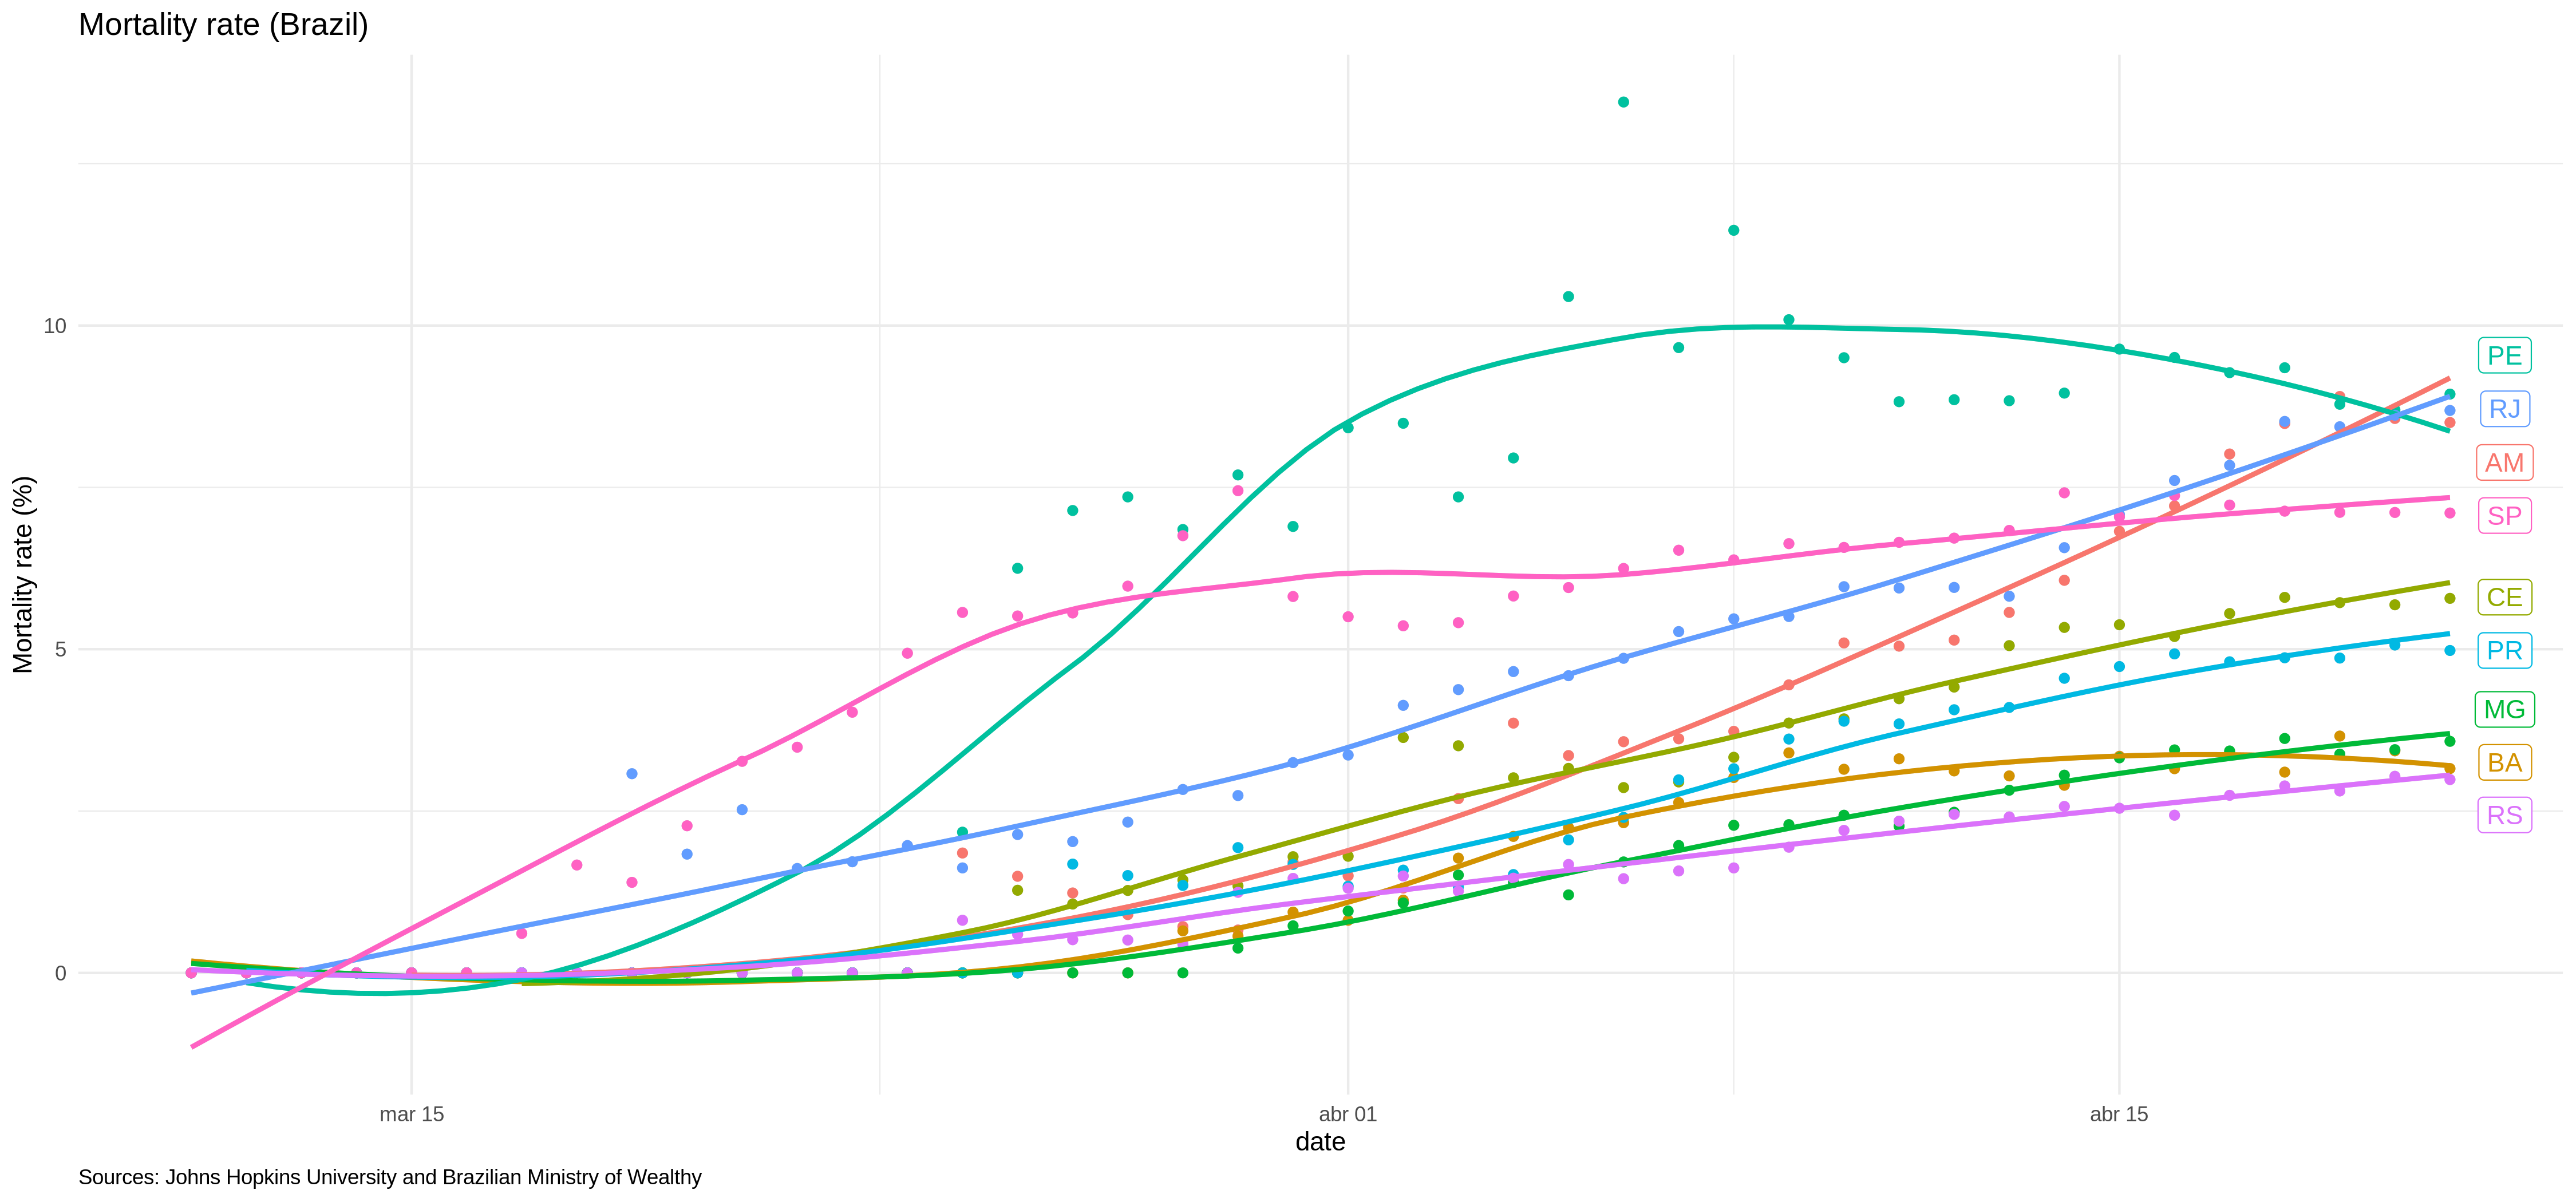 Mortality rate (Brazil)
Mortality rate (%)
10
5
0
PE
RJ
AM
SP
CE
PR
MG
BA
RS
mar 15
abr 01
abr 15
date
Sources: Johns Hopkins University and Brazilian Ministry of Wealthy